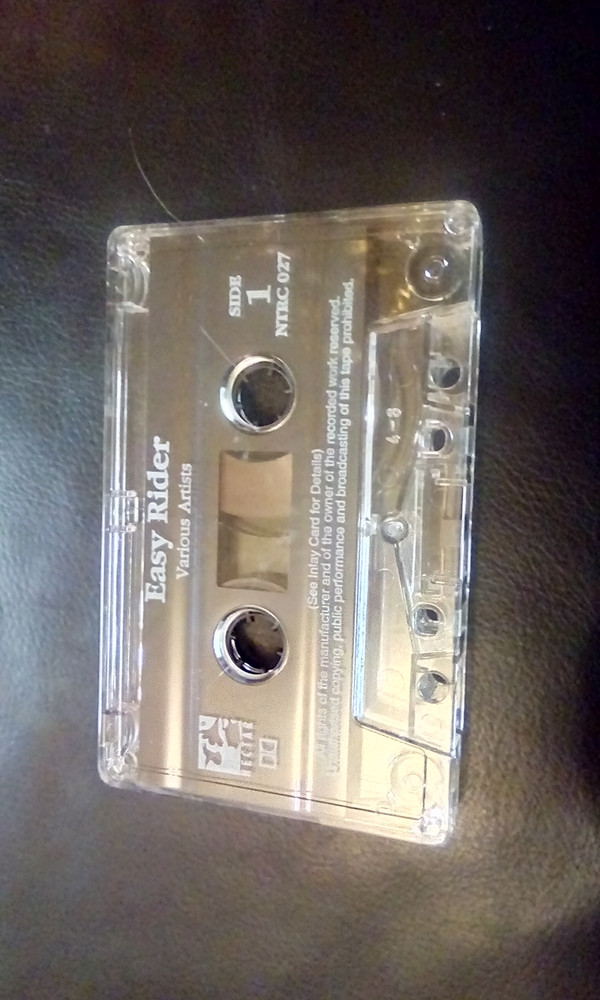 Easy Rider
Various Artists
SIDE
1
NTRC 027
(See Inlay Card for Details)
All rights of the manufacturer and of the owner of the recorded work reserved.
Unauthorised copying, public performance and broadcasting of this tape prohibited.
4-8
NECTAR